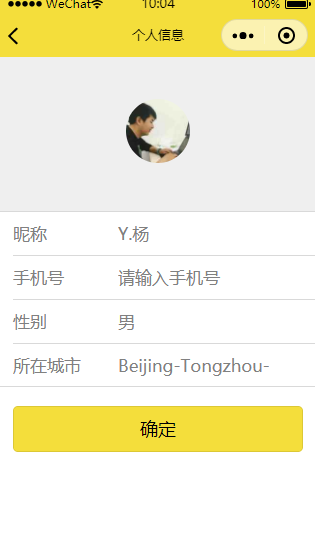 WeChat 10:04 100%
个人信息
昵称 Y.杨
手机号 请输入手机号
性别 男
所在城市 Beijing-Tongzhou-
确定